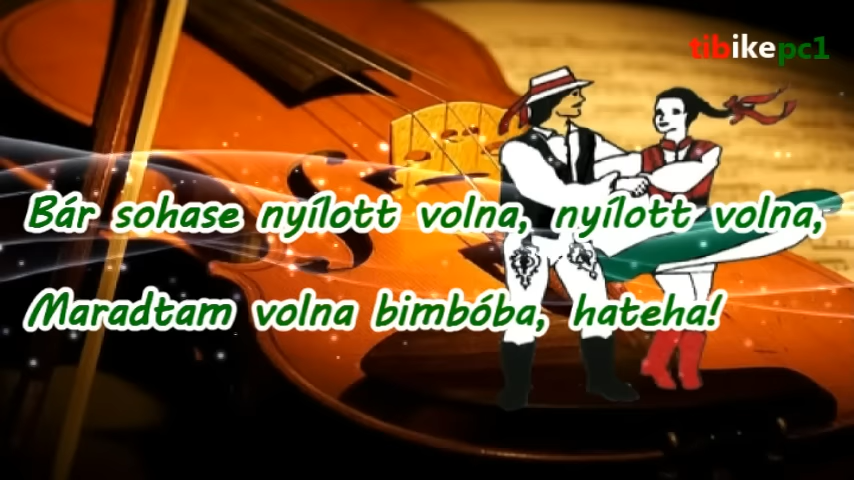 tibikepc1
Bár sohase nyílott volna, nyílott volna,
Maradtam volna bimbóba, hateha!